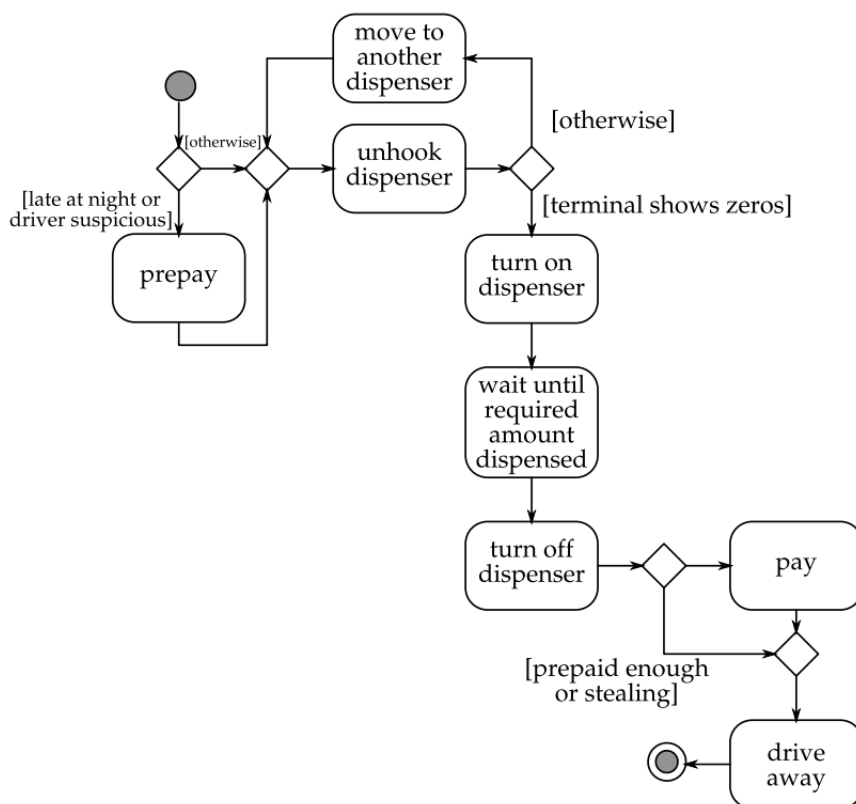 move to
another
dispenser
[otherwise]
[otherwise]
unhook
dispenser
[late at night or
driver suspicious]
[terminal shows zeros]
prepay
turn on
dispenser
wait until
required
amount
dispensed
turn off
dispenser
pay
[prepaid enough
or stealing]
drive
away